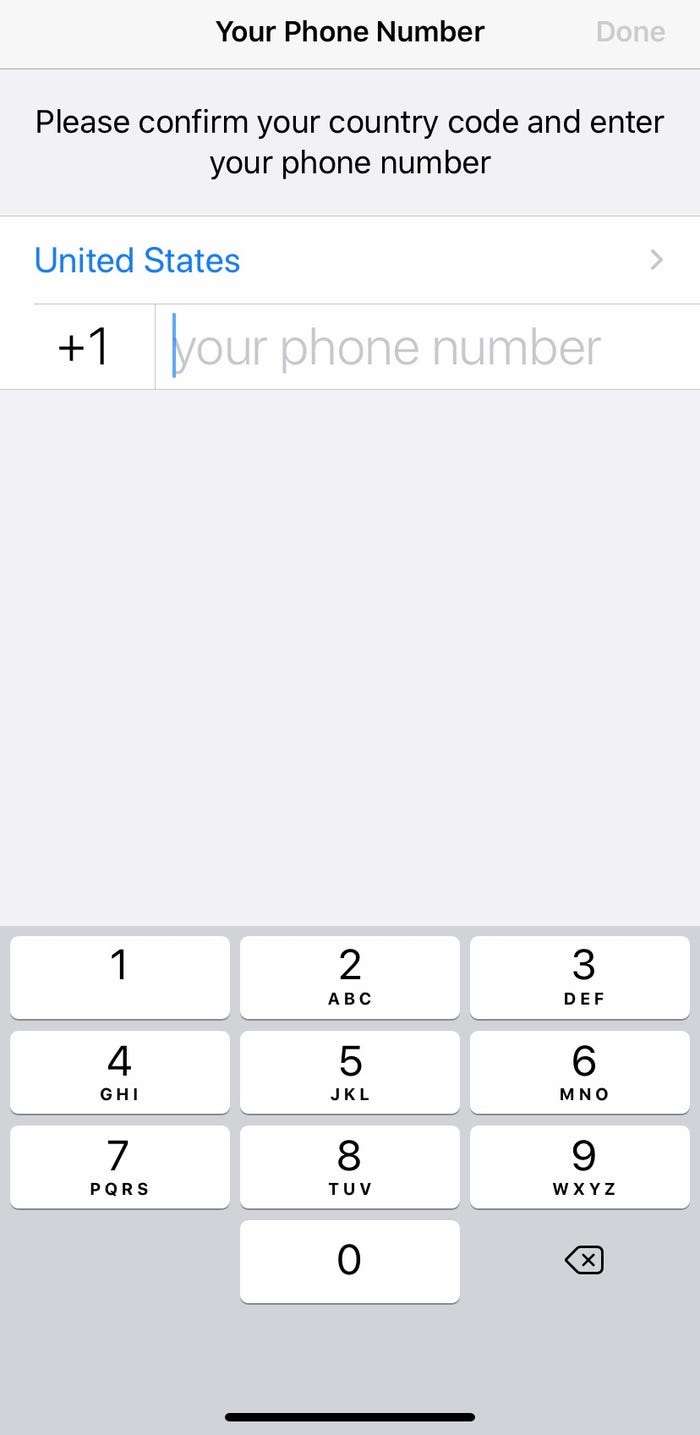 Your Phone Number Done
Please confirm your country code and enter
your phone number
United States
+1 your phone number
1 2 3
ABC DEF
4 5 6
GHI JKL MNO
7 8 9
PQRS TUV WXYZ
0